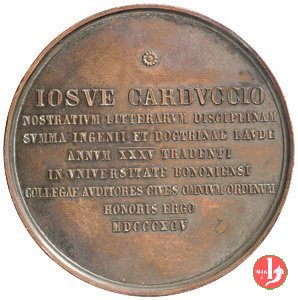 IOSVE CARDVCCIO
NOSTRATIVM LITTERARVM DISCIPLINAM
SVMMA INGENII ET DOCTRINAE LAVDE
ANNVM XXXV TRADENTI
IN VNIVERSITATE BONONIENSI
COLLEGAE AVDITORES CIVES OMNIVM ORDINVM
HONORIS ERGO
MDCCCXCV